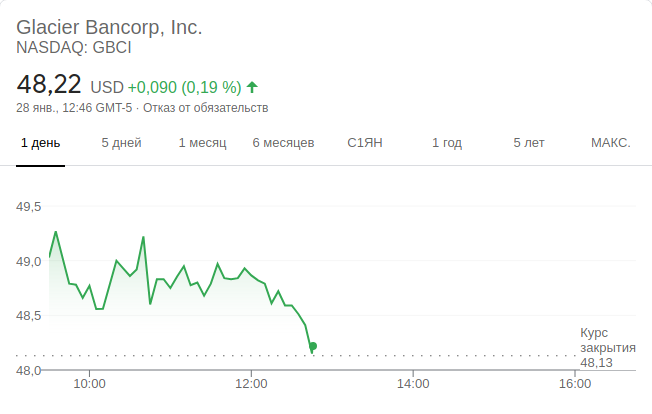 Glacier Bancorp, Inc.
NASDAQ: GBCI
48,22 USD +0,090 (0,19 %)
28 янв., 12:46 GMT-5 · Отказ от обязательств
1 день 5 дней 1 месяц 6 месяцев С1ЯН 1 год 5 лет МАКС.
49,5
49,0
48,5
Курс
закрытия
48,13
48,0
10:00 12:00 14:00 16:00